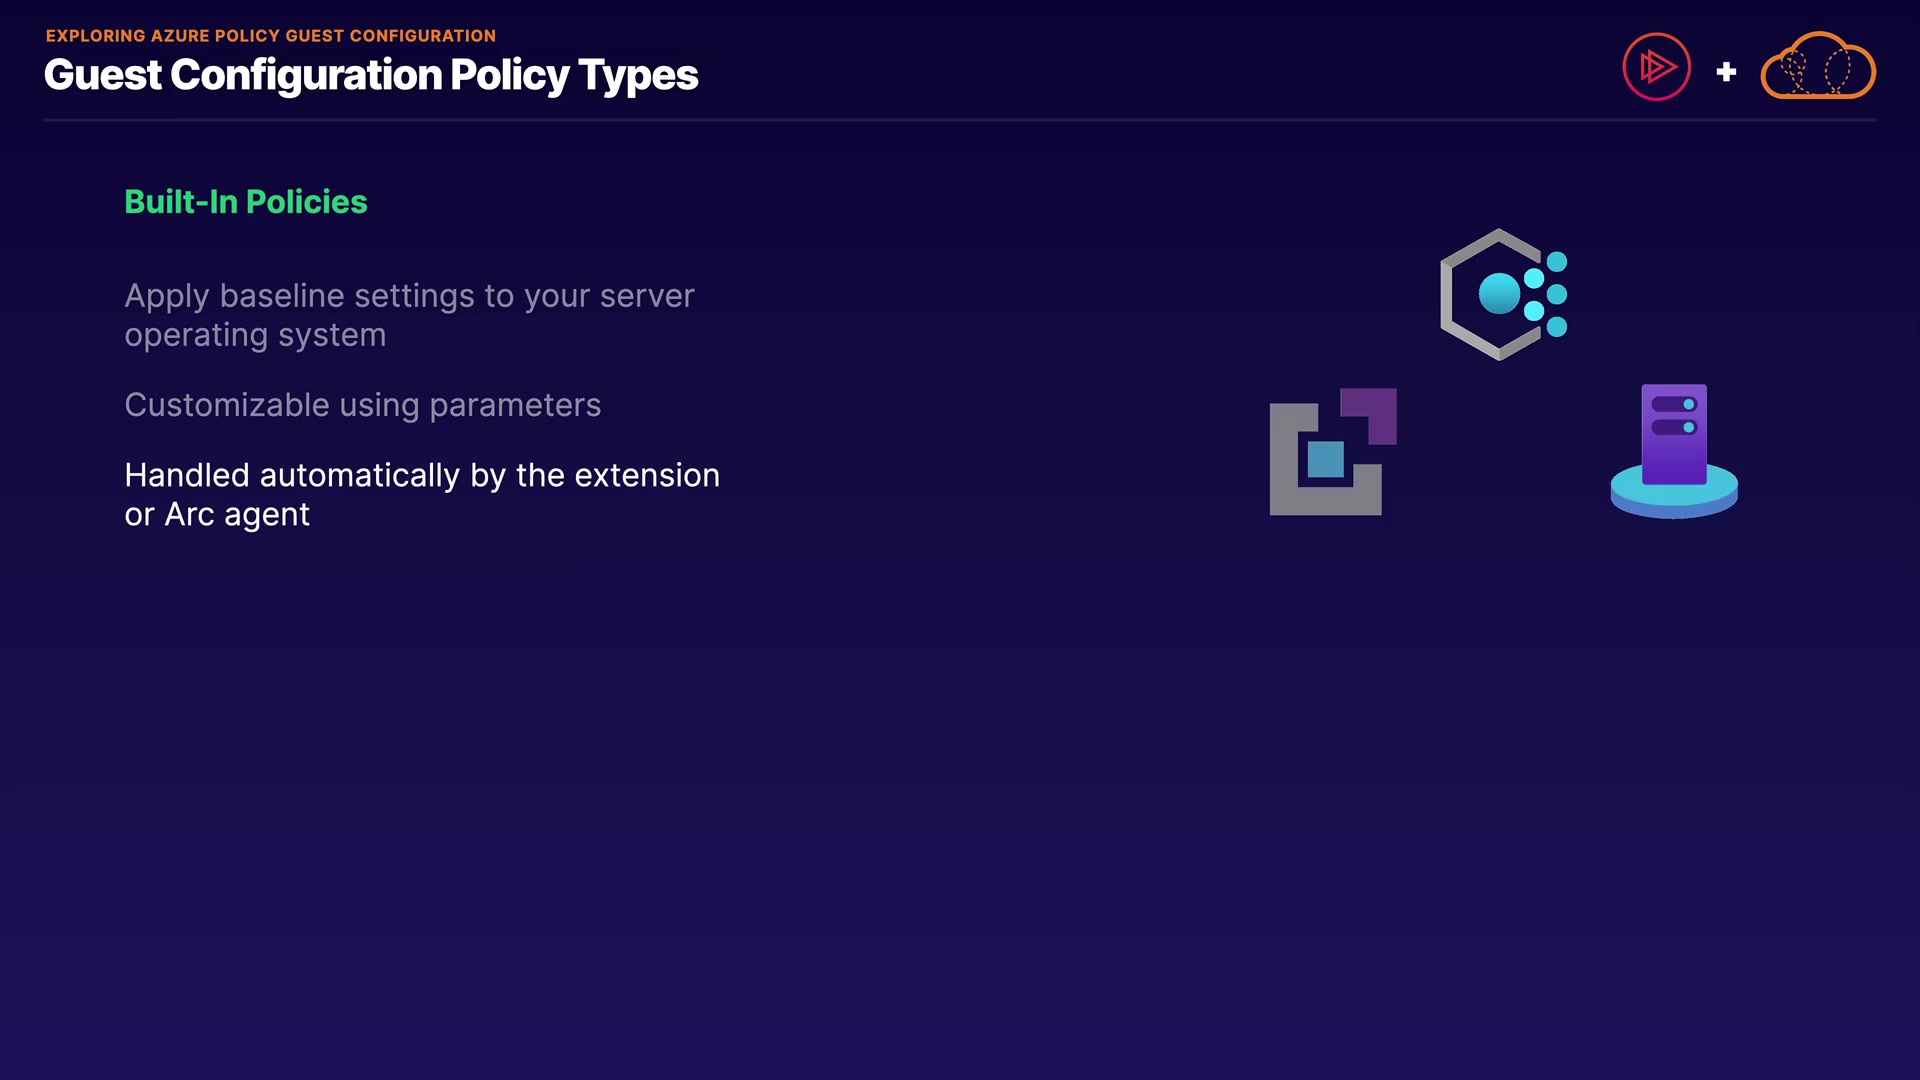 EXPLORING AZURE POLICY GUEST CONFIGURATION
Guest Configuration Policy Types
+
Built-In Policies
Apply baseline settings to your server
operating system
Customizable using parameters
Handled automatically by the extension
or Arc agent